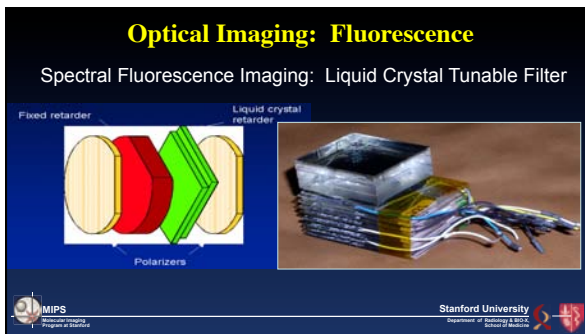 Optical Imaging: Fluorescence
Spectral Fluorescence Imaging: Liquid Crystal Tunable Filter
Fixed retarder
Liquid crystal
retarder
Polarizers
MIPS
Molecular Imaging
Program at Stanford
Stanford University
Department of Radiology & BIO-X,
School of Medicine